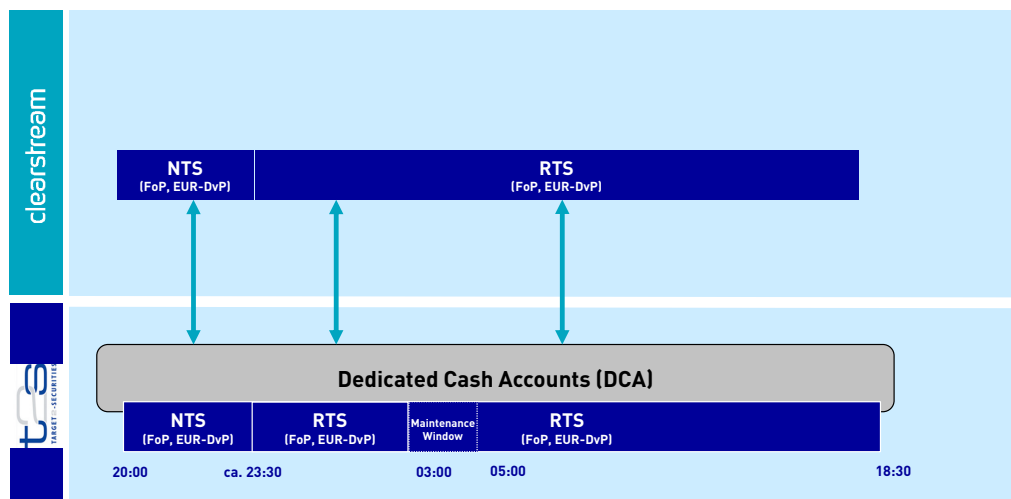 clearstream
NTS
(FoP, EUR-DvP)
RTS
(FoP, EUR-DvP)
t2s
TARGET2-SECURITIES
Dedicated Cash Accounts (DCA)
NTS
(FoP, EUR-DvP)
RTS
(FoP, EUR-DvP)
Maintenance
Window
RTS
(FoP, EUR-DvP)
20:00
ca. 23:30
03:00
05:00
18:30